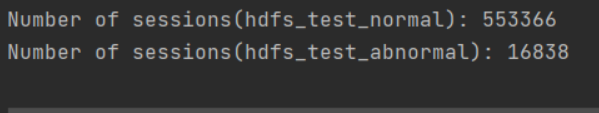 Number of sessions(hdfs_test_normal): 553366
Number of sessions(hdfs_test_abnormal): 16838